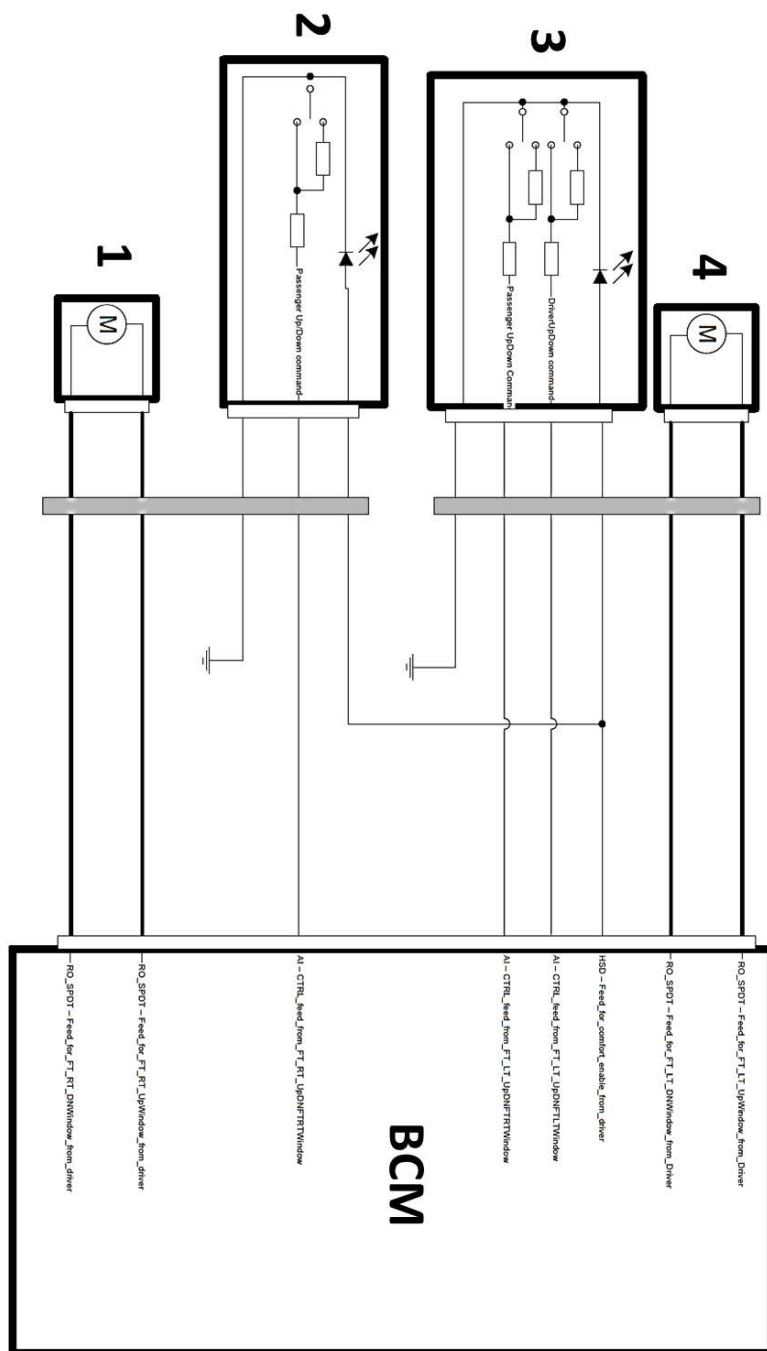 1
2
3
4
M
M
Passenger Up/Down command
Passenger UpDown Comman
DriverUpDown command
RO_SPDT – Feed_for_FT_RT_DNWindow_from_driver
RO_SPDT – Feed_for_FT_RT_UpWindow_from_driver
AI – CTRL_feed_from_FT_RT_UpDNFTRTWindow
AI – CTRL_feed_from_FT_LT_UpDNFTRTWindow
AI – CTRL_feed_from_FT_LT_UpDNFTLTWindow
HSD – Feed_for_comfort_enable_from_driver
RO_SPDT – Feed_for_FT_LT_DNWindow_from_Driver
RO_SPDT – Feed_for_FT_LT_UpWindow_from_Driver
BCM